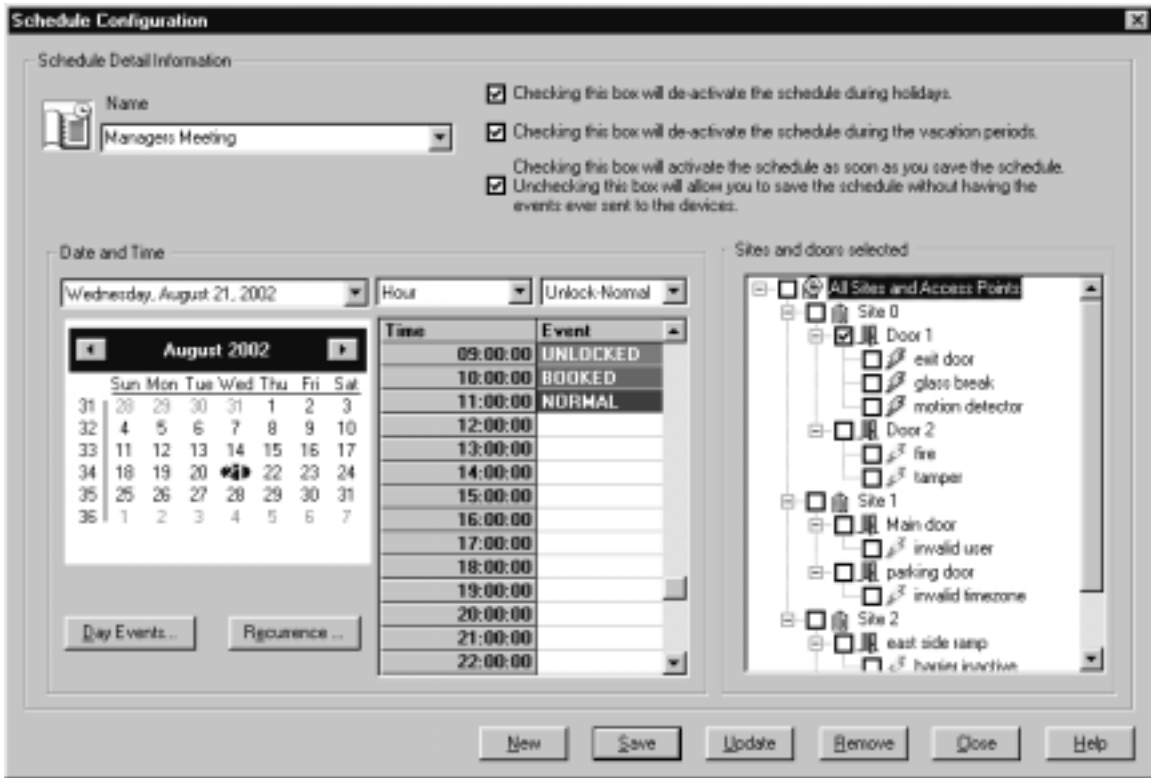 Schedule Configuration
Schedule Detail Information
Name
Managers Meeting
Checking this box will de-activate the schedule during holidays.
Checking this box will de-activate the schedule during the vacation periods.
Checking this box will activate the schedule as soon as you save the schedule.
Unchecking this box will allow you to save the schedule without having the
events ever sent to the devices.
Date and Time
Wednesday, August 21, 2002
Hour
Unlock-Normal
August 2002
Sun Mon Tue Wed Thu Fri Sat
31 28 29 30 31 1 2 3
32 4 5 6 7 8 9 10
33 11 12 13 14 15 16 17
34 18 19 20 21 22 23 24
35 25 26 27 28 29 30 31
36 1 2 3 4 5 6 7
Day Events...
Recurrence ...
Time Event
09:00:00 UNLOCKED
10:00:00 BOOKED
11:00:00 NORMAL
12:00:00
13:00:00
14:00:00
15:00:00
16:00:00
17:00:00
18:00:00
19:00:00
20:00:00
21:00:00
22:00:00
Sites and doors selected
All Sites and Access Points
Site 0
Door 1
exit door
glass break
motion detector
Door 2
fire
tamper
Site 1
Main door
invalid user
parking door
invalid timezone
Site 2
east side ramp
barrier inactive
New
Save
Update
Remove
Close
Help